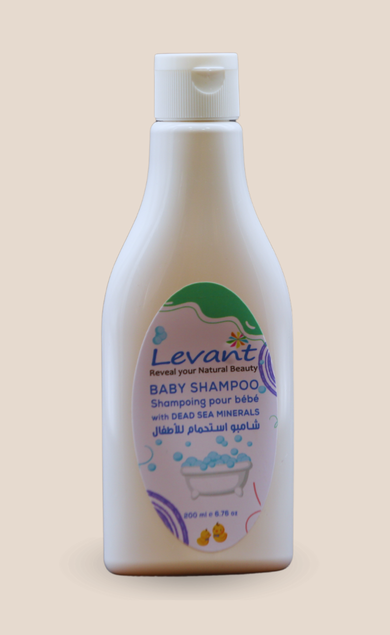 Levant
Reveal your Natural Beauty
BABY SHAMPOO
Shampoing pour bébé
with DEAD SEA MINERALS
شامبو استحمام للأطفال
200 ml e 6.76 oz